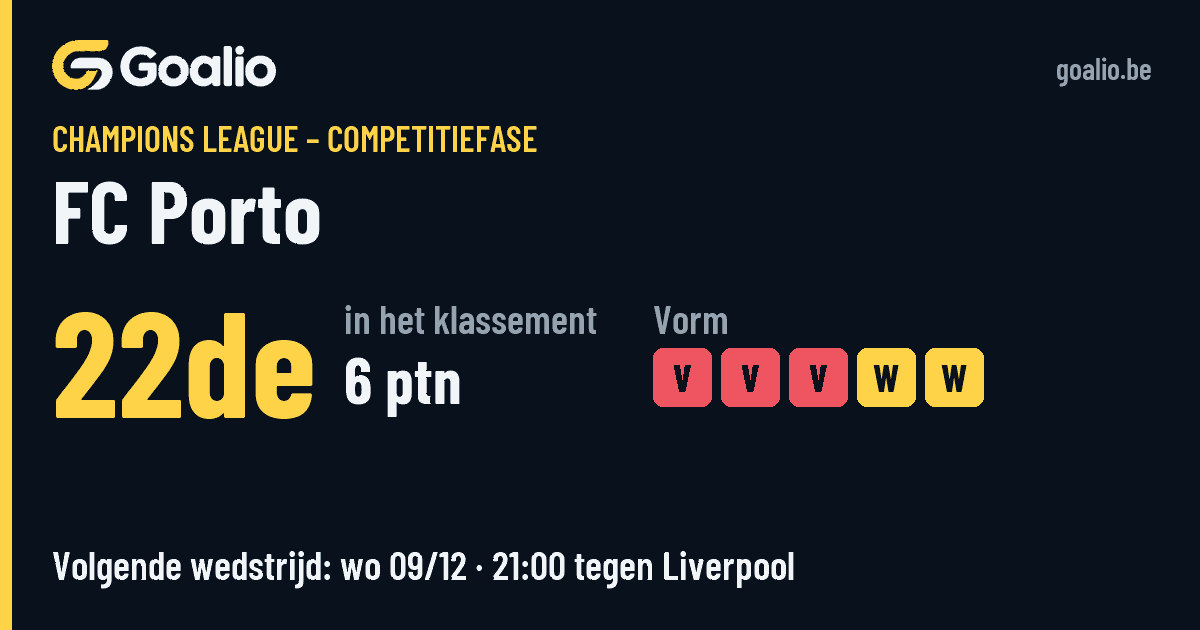 Goalio
goalio.be
CHAMPIONS LEAGUE – COMPETITIEFASE
FC Porto
22de
in het klassement
6 ptn
Vorm
V V V W W
Volgende wedstrijd: wo 09/12 · 21:00 tegen Liverpool